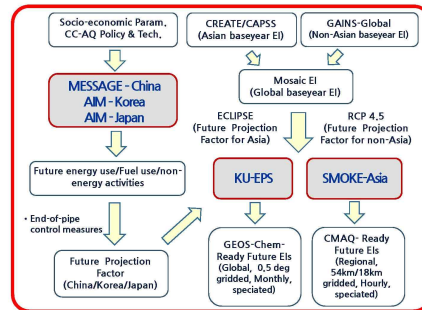 Socio-economic Param.
CC-AQ Policy & Tech.
CREATE/CAPSS
(Asian baseyear EI)
GAINS-Global
(Non-Asian baseyear EI)
MESSAGE - China
AIM - Korea
AIM - Japan
Mosaic EI
(Global baseyear EI)
ECLIPSE
(Future Projection
Factor for Asia)
RCP 4.5
(Future Projection
Factor for non-Asia)
Future energy use/Fuel use/non-
energy activities
KU-EPS
SMOKE-Asia
• End-of-pipe
control measures
Future Projection
Factor
(China/Korea/Japan)
GEOS-Chem-
Ready Future EIs
(Global, 0.5 deg
gridded, Monthly,
speciated)
CMAQ- Ready
Future EIs
(Regional,
54km/18km
gridded, Hourly,
speciated)